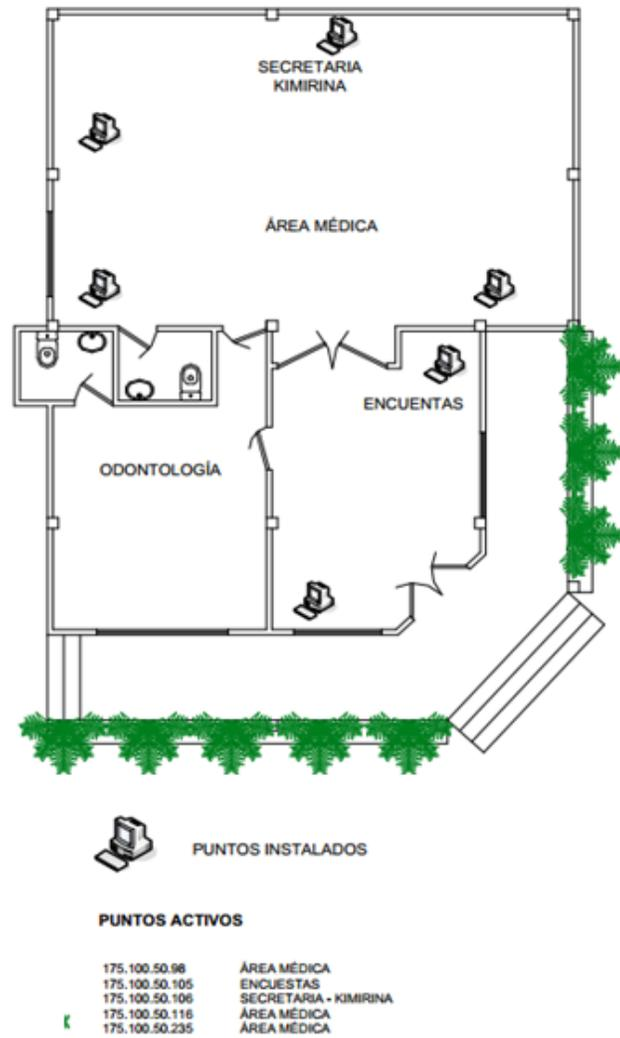 SECRETARIA
KIMIRINA
ÁREA MÉDICA
ENCUENTAS
ODONTOLOGÍA
PUNTOS INSTALADOS
PUNTOS ACTIVOS
175.100.50.98 ÁREA MÉDICA
175.100.50.105 ENCUESTAS
175.100.50.106 SECRETARIA - KIMIRINA
175.100.50.116 ÁREA MÉDICA
175.100.50.235 ÁREA MÉDICA